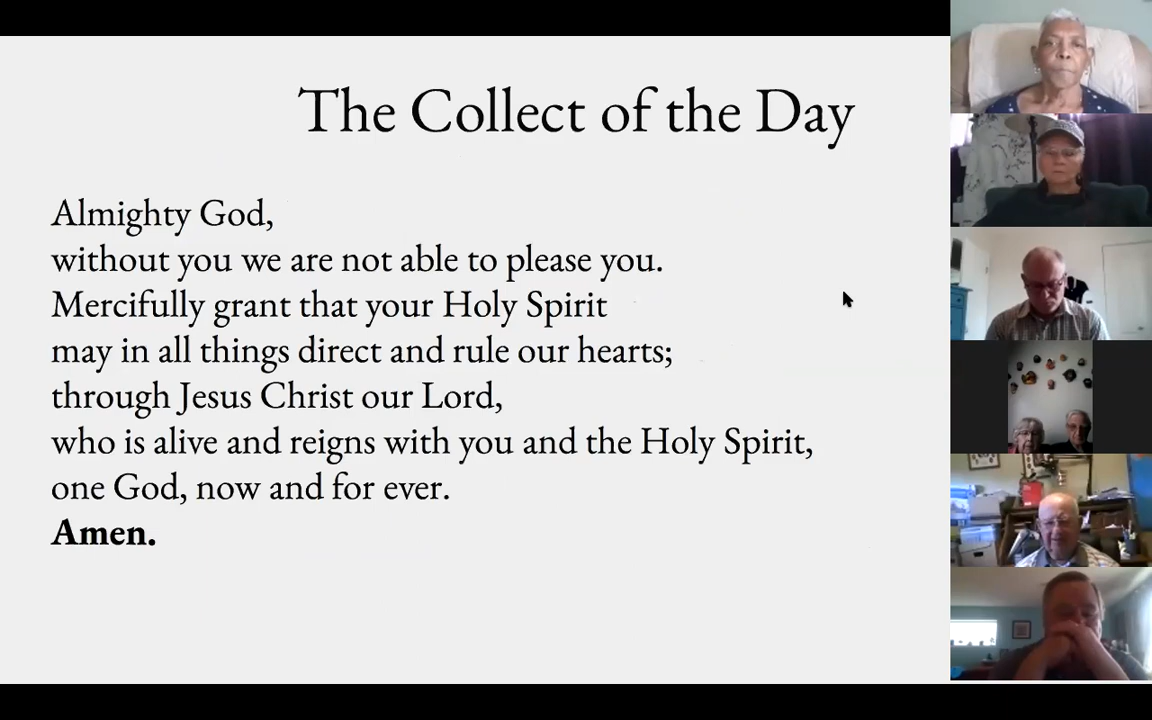 The Collect of the Day
Almighty God,
without you we are not able to please you.
Mercifully grant that your Holy Spirit
may in all things direct and rule our hearts;
through Jesus Christ our Lord,
who is alive and reigns with you and the Holy Spirit,
one God, now and for ever.
Amen.